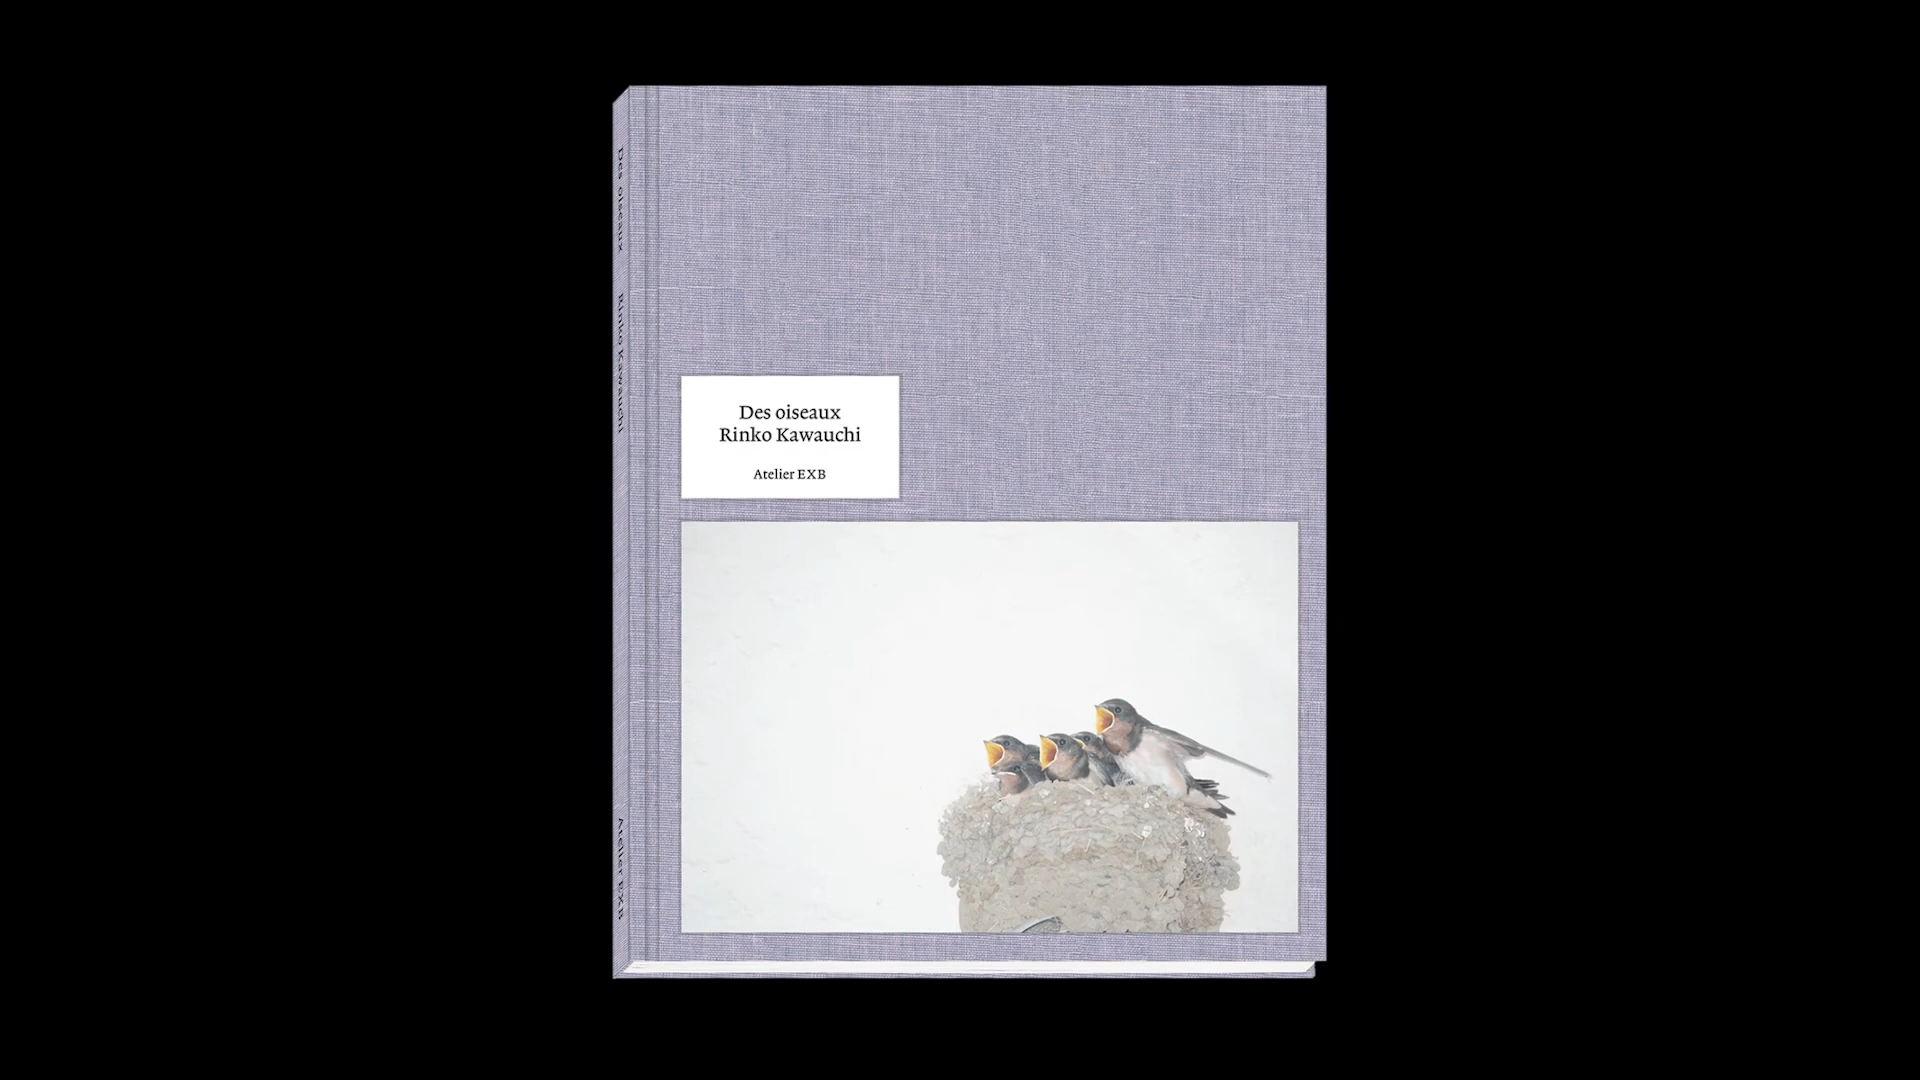 Des oiseaux
Rinko Kawauchi
Atelier EXB
Des oiseaux
Rinko Kawauchi
Atelier EXB